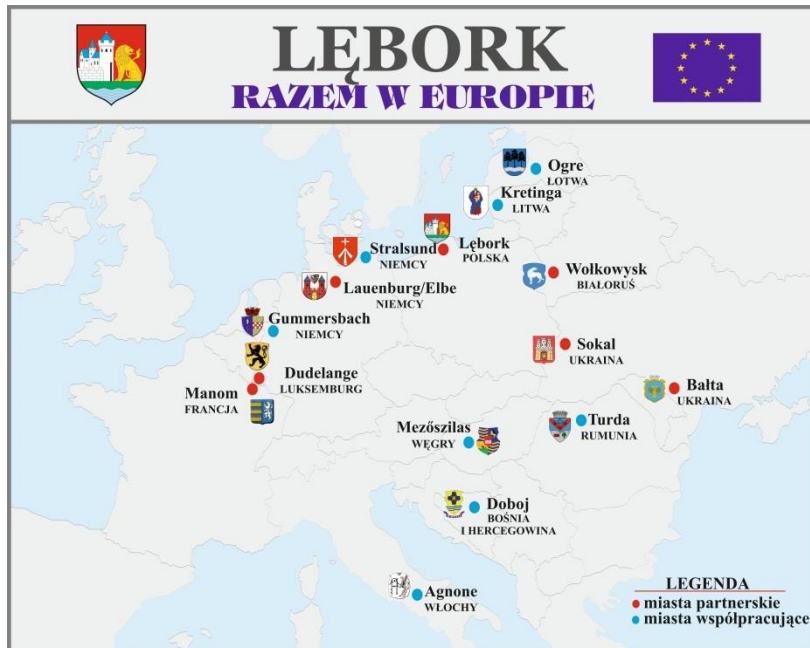 LĘBORK
RAZEM W EUROPIE
Ogre
ŁOTWA
Kretinga
LITWA
Stralsund
NIEMCY
Lębork
POLSKA
Lauenburg/Elbe
NIEMCY
Wołkowysk
BIAŁORUŚ
Gummersbach
NIEMCY
Sokal
UKRAINA
Dudelange
LUKSEMBURG
Manom
FRANCJA
Bałta
UKRAINA
Mezőszilas
WĘGRY
Turda
RUMUNIA
Doboj
BOŚNIA
I HERCEGOWINA
Agnone
WŁOCHY
LEGENDA
miasta partnerskie
miasta współpracujące